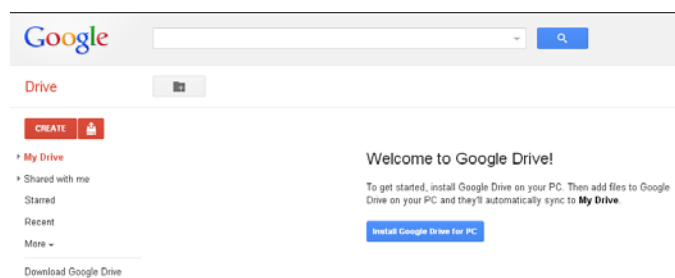 Google
Drive
CREATE
My Drive
Shared with me
Starred
Recent
More
Download Google Drive
Welcome to Google Drive!
To get started, install Google Drive on your PC. Then add files to Google
Drive on your PC and they'll automatically sync to My Drive.
Install Google Drive for PC